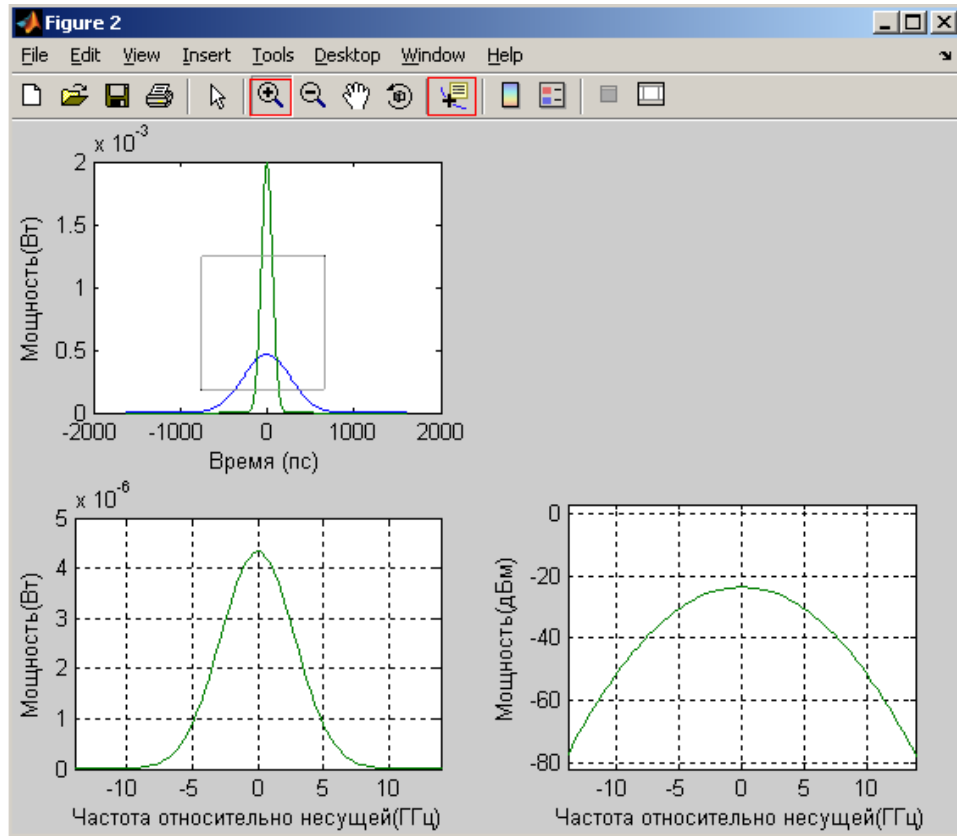 Figure 2
File Edit View Insert Tools Desktop Window Help
x 10^-3
2
1.5
1
0.5
0
Мощность(Вт)
-2000 -1000 0 1000 2000
Время (пс)
x 10^-6
5
4
3
2
1
0
Мощность(Вт)
-10 -5 0 5 10
Частота относительно несущей(ГГц)
0
-20
-40
-60
-80
Мощность(дБм)
-10 -5 0 5 10
Частота относительно несущей(ГГц)